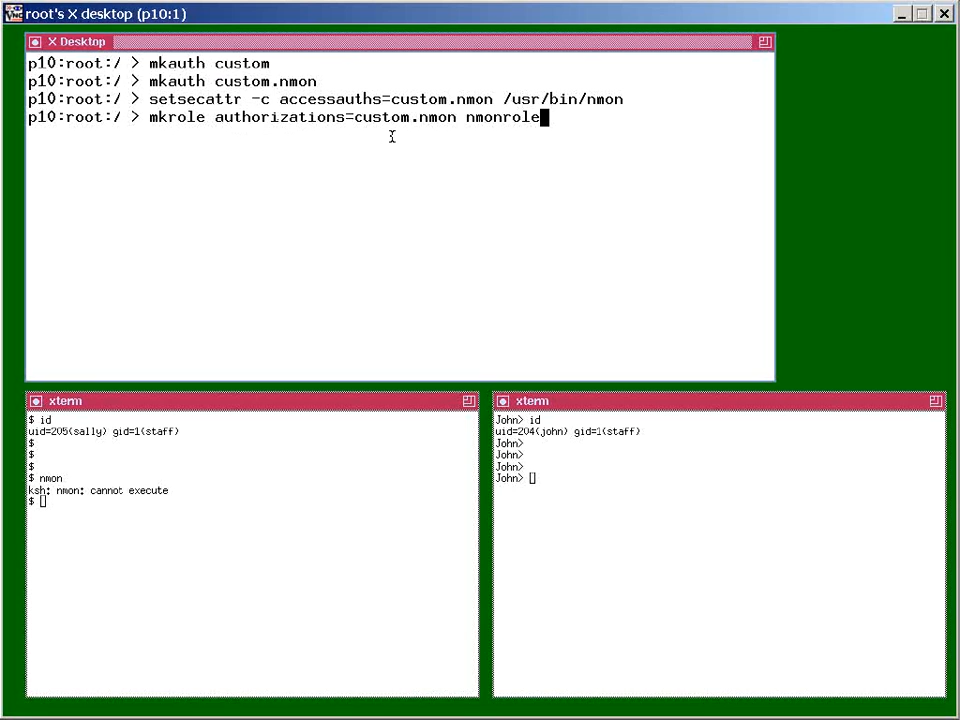 root's X desktop (p10:1)
X Desktop
p10:root:/ > mkauth custom
p10:root:/ > mkauth custom.nmon
p10:root:/ > setsecattr -c accessauths=custom.nmon /usr/bin/nmon
p10:root:/ > mkrole authorizations=custom.nmon nmonrole
xterm
$ id
uid=205(sally) gid=1(staff)
$
$
$
$ nmon
ksh: nmon: cannot execute
$
xterm
John> id
uid=204(john) gid=1(staff)
John>
John>
John>
John>